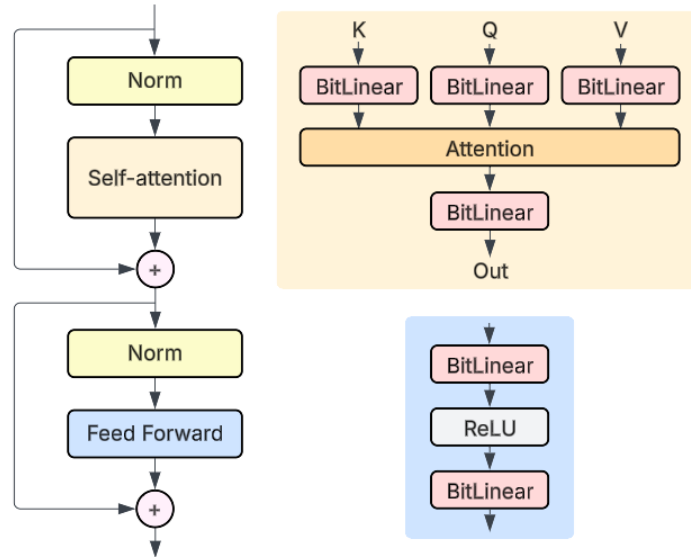 Norm
Self-attention
+
Norm
Feed Forward
+
K Q V
BitLinear BitLinear BitLinear
Attention
BitLinear
Out
BitLinear
ReLU
BitLinear